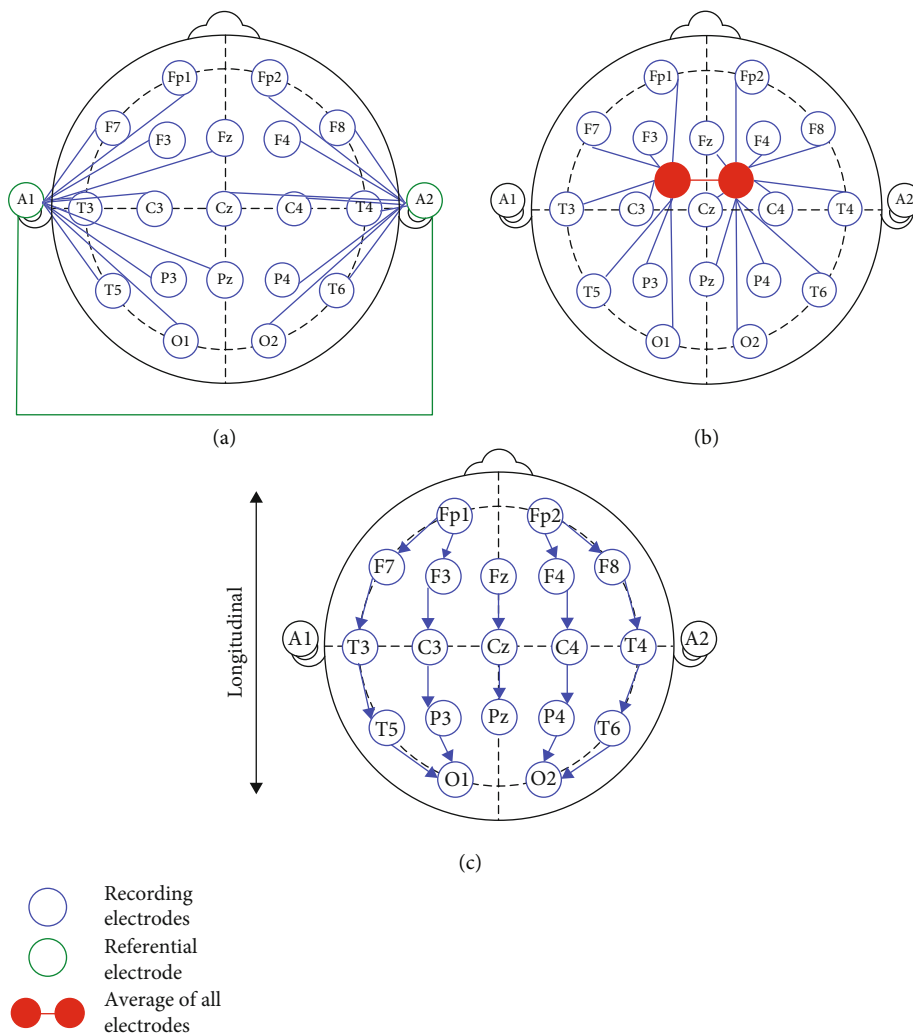 Fp1 Fp2
F7 F3 Fz F4 F8
A1 T3 C3 Cz C4 T4 A2
T5 P3 Pz P4 T6
O1 O2
(a)
Fp1 Fp2
F7 F3 Fz F4 F8
A1 T3 C3 Cz C4 T4 A2
T5 P3 Pz P4 T6
O1 O2
(b)
Longitudinal
Fp1 Fp2
F7 F3 Fz F4 F8
A1 T3 C3 Cz C4 T4 A2
T5 P3 Pz P4 T6
O1 O2
(c)
Recording
electrodes
Referential
electrode
Average of all
electrodes